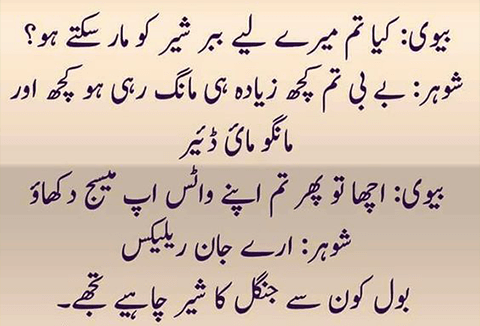 بیوی: کیا تم میرے لیے ببر شیر کو مار سکتے ہو؟
شوہر: بے بی تم کچھ زیادہ ہی مانگ رہی ہو کچھ اور
مانگو مائ ڈئیر
بیوی: اچھا تو پھر تم اپنے واٹس اپ میسج دکھاؤ
شوہر: ارے جان ریلیکس
بول کون سے جنگل کا شیر چاہیے تجھے۔